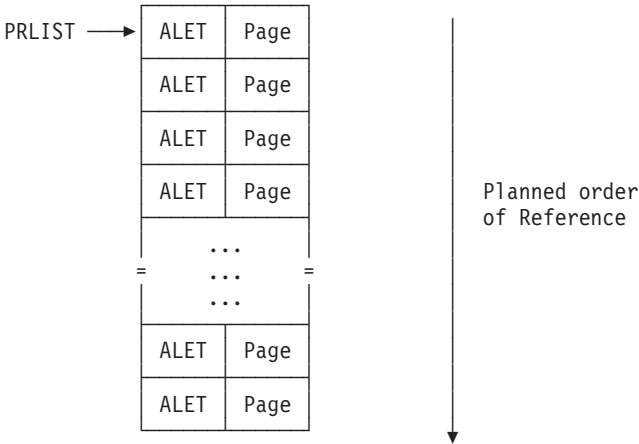 PRLIST ALET Page
ALET Page
ALET Page
ALET Page
Planned order
of Reference
...
= ... =
...
ALET Page
ALET Page